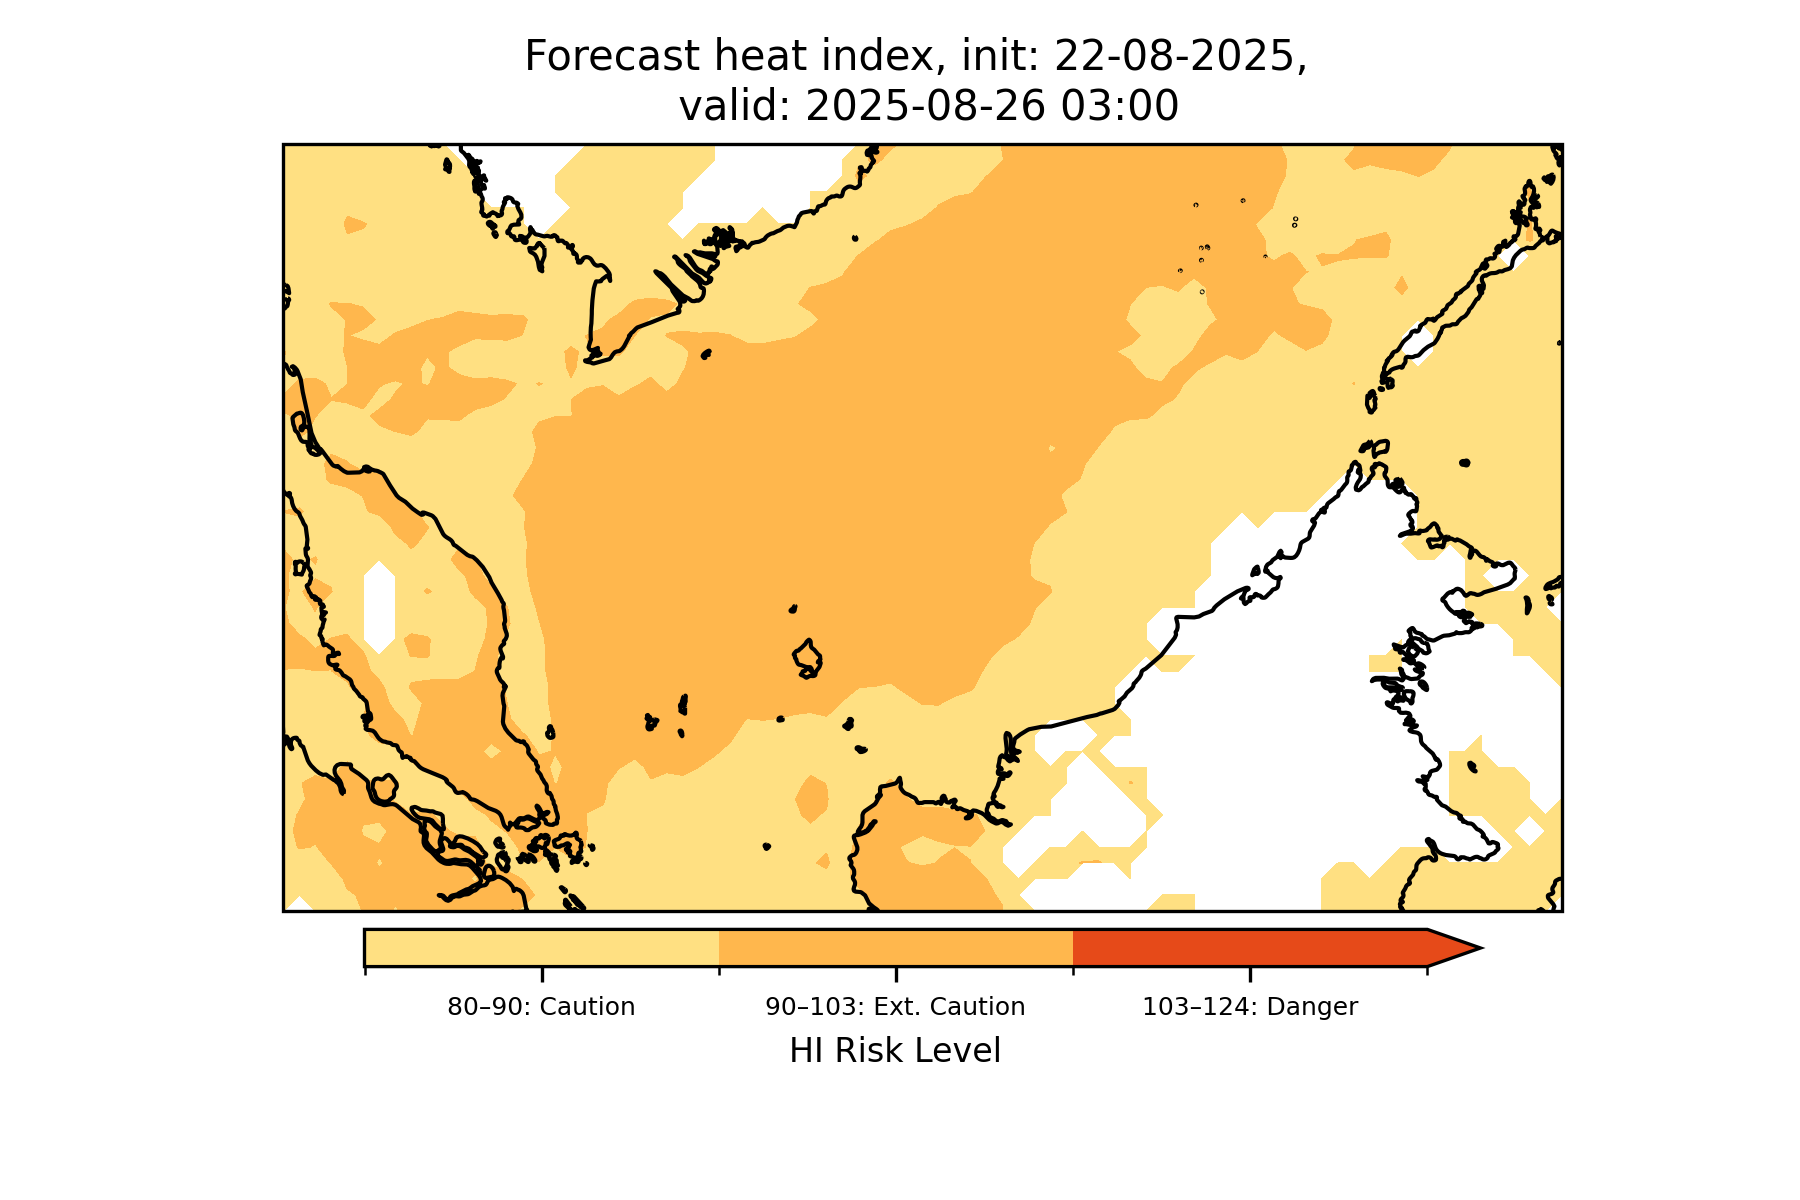 Forecast heat index, init: 22-08-2025,
valid: 2025-08-26 03:00
80–90: Caution
90–103: Ext. Caution
103–124: Danger
HI Risk Level